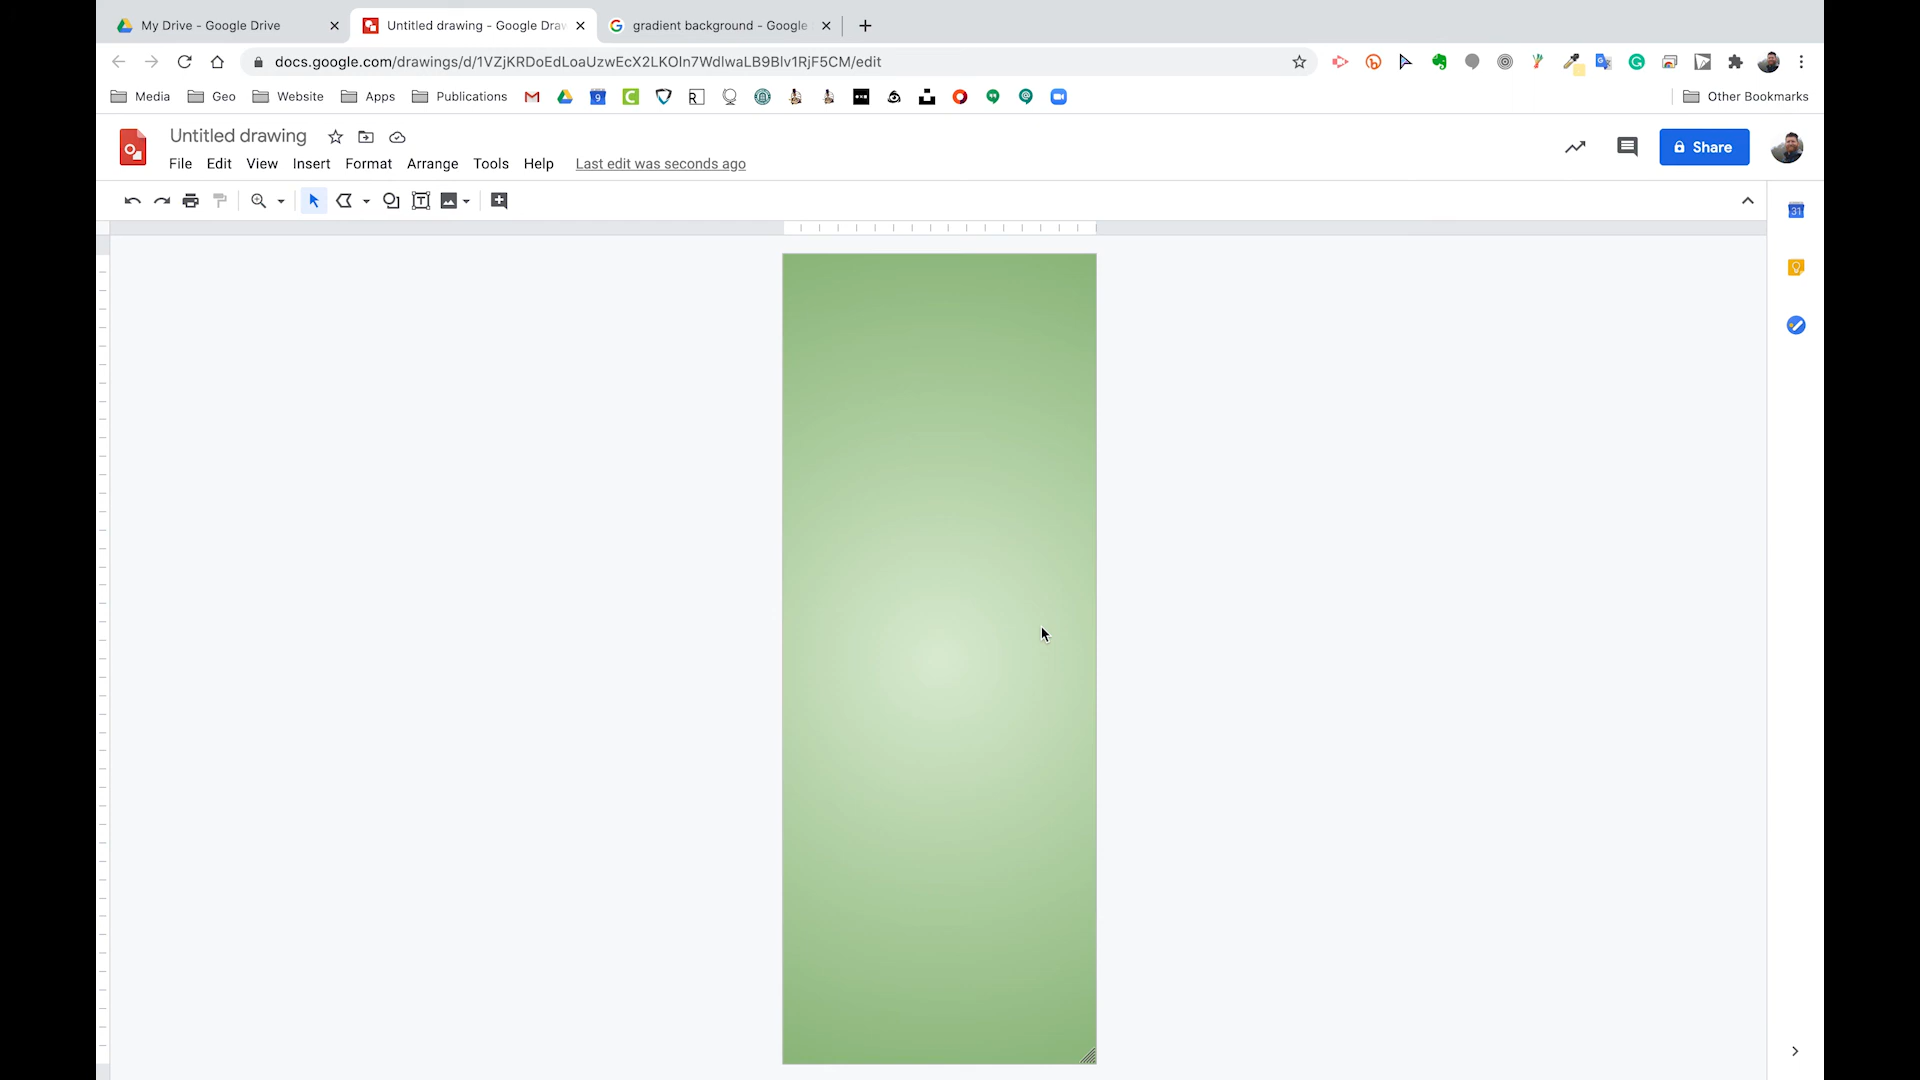 My Drive - Google Drive
Untitled drawing - Google Draw
gradient background - Google
docs.google.com/drawings/d/1VZjKRDoEdLoaUzwEcX2LKOln7WdlwaLB9Blv1RjF5CM/edit
Media
Geo
Website
Apps
Publications
Other Bookmarks
Untitled drawing
Share
File Edit View Insert Format Arrange Tools Help Last edit was seconds ago
31